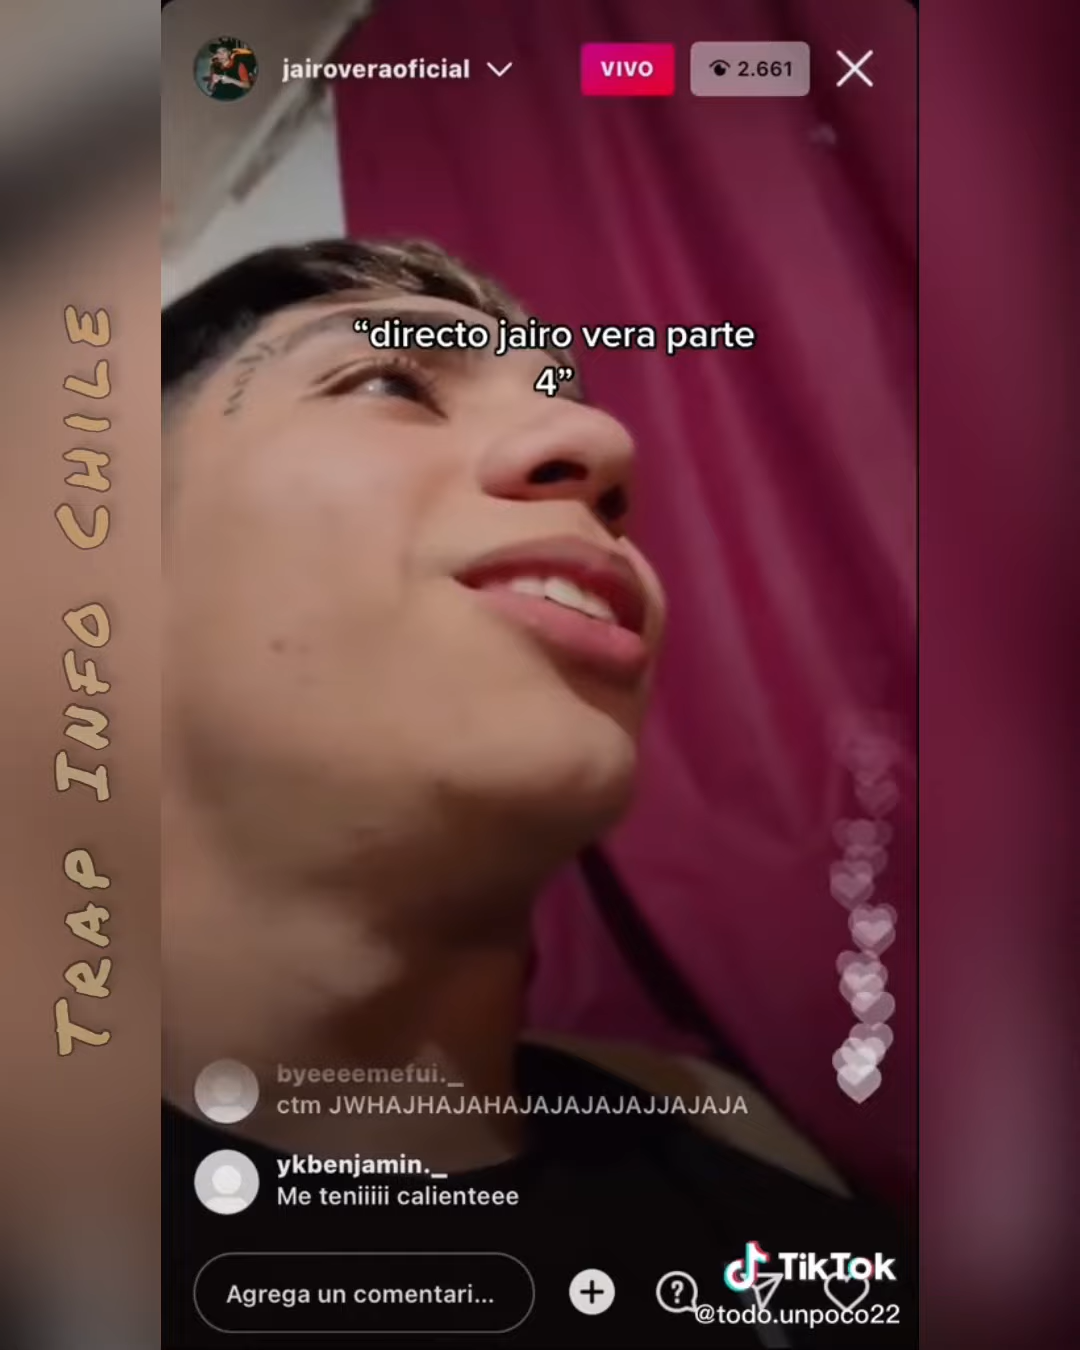 jairoveraoficial
VIVO
2.661
“directo jairo vera parte
4”
TRAP INFO CHILE
byeeeemefui._
ctm JWHAJHAJAHAJAJAJAJAJJAJAJA
ykbenjamin._
Me teniiiii calienteee
Agrega un comentari...
TikTok
@todo.unpoco22